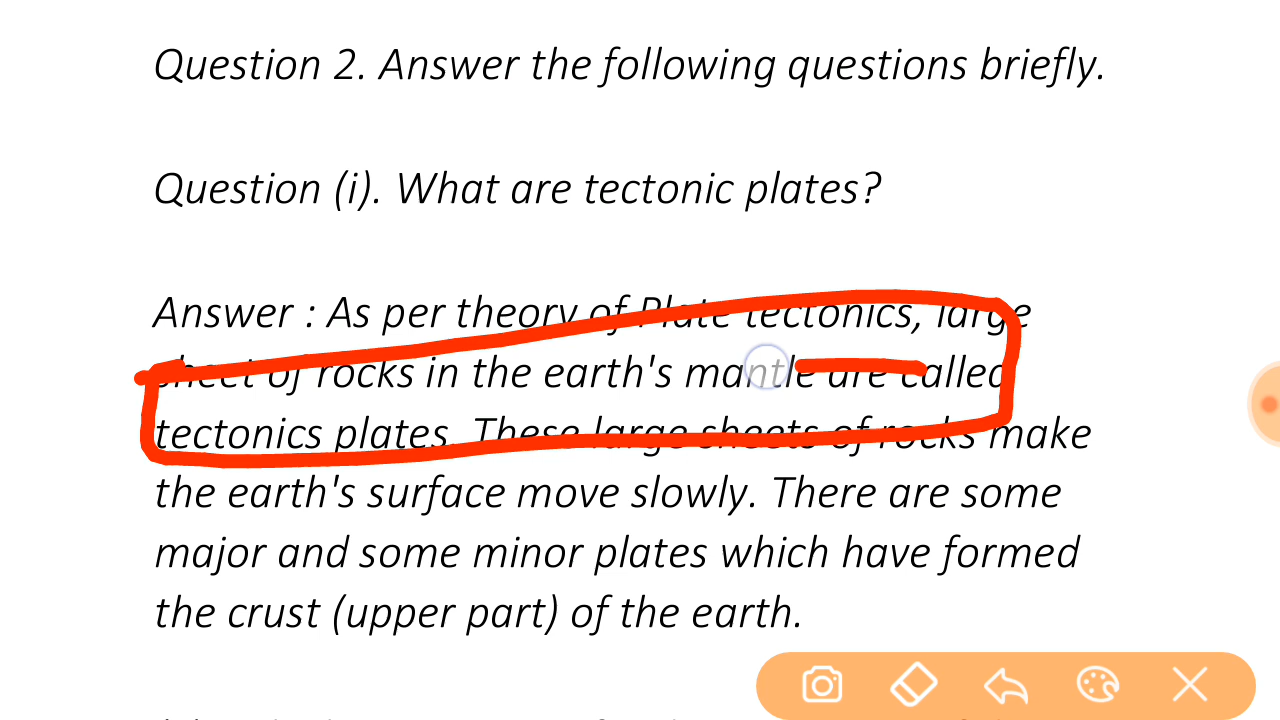 Question 2. Answer the following questions briefly.
Question (i). What are tectonic plates?
Answer : As per theory of Plate tectonics, large
sheet of rocks in the earth's mantle are called
tectonics plates. These large sheets of rocks make
the earth's surface move slowly. There are some
major and some minor plates which have formed
the crust (upper part) of the earth.